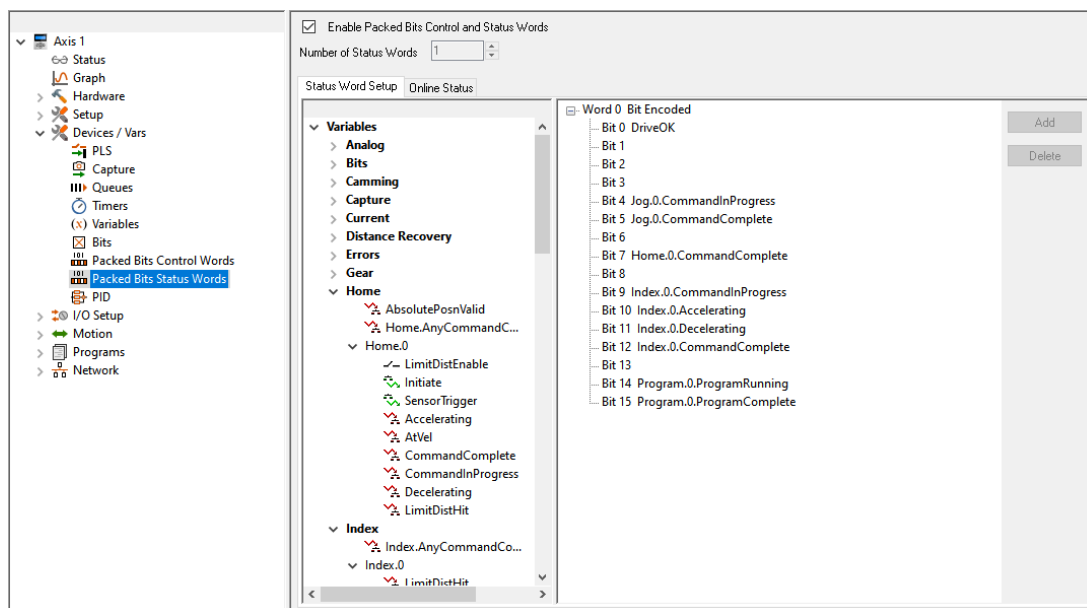 Axis 1
Status
Graph
Hardware
Setup
Devices / Vars
PLS
Capture
Queues
Timers
(x) Variables
Bits
Packed Bits Control Words
Packed Bits Status Words
PID
I/O Setup
Motion
Programs
Network
Enable Packed Bits Control and Status Words
Number of Status Words 1
Status Word Setup Online Status
Variables
Analog
Bits
Camming
Capture
Current
Distance Recovery
Errors
Gear
Home
AbsolutePosnValid
Home.AnyCommandC...
Home.0
LimitDistEnable
Initiate
SensorTrigger
Accelerating
AtVel
CommandComplete
CommandInProgress
Decelerating
LimitDistHit
Index
Index.AnyCommandCo...
Index.0
LimitDistHit
Word 0 Bit Encoded
Bit 0 DriveOK
Bit 1
Bit 2
Bit 3
Bit 4 Jog.0.CommandInProgress
Bit 5 Jog.0.CommandComplete
Bit 6
Bit 7 Home.0.CommandComplete
Bit 8
Bit 9 Index.0.CommandInProgress
Bit 10 Index.0.Accelerating
Bit 11 Index.0.Decelerating
Bit 12 Index.0.CommandComplete
Bit 13
Bit 14 Program.0.ProgramRunning
Bit 15 Program.0.ProgramComplete
Add
Delete